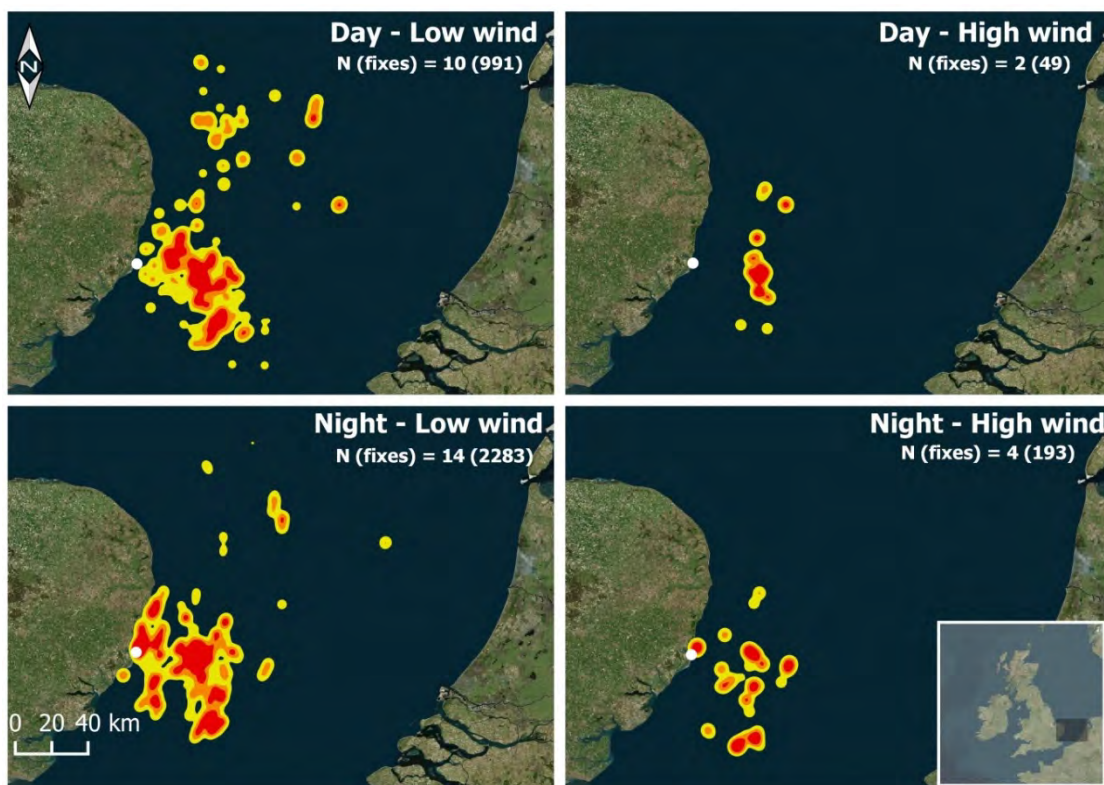 Day - Low wind
N (fixes) = 10 (991)
Day - High wind
N (fixes) = 2 (49)
N
Night - Low wind
N (fixes) = 14 (2283)
Night - High wind
N (fixes) = 4 (193)
0 20 40 km